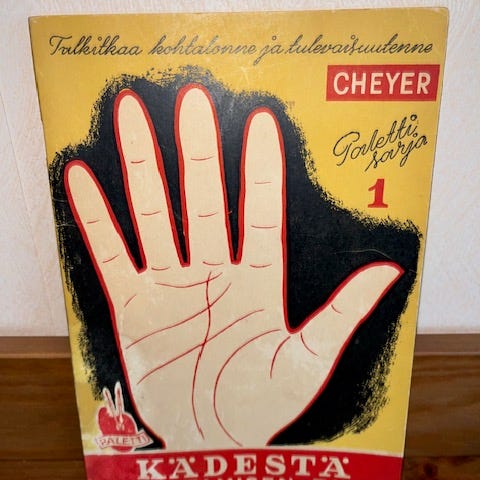 Tulkitkaa kohtalonne ja tulevaisuutenne
CHEYER
Paletti
sarja
1
PALETTI
KÄDESTÄ